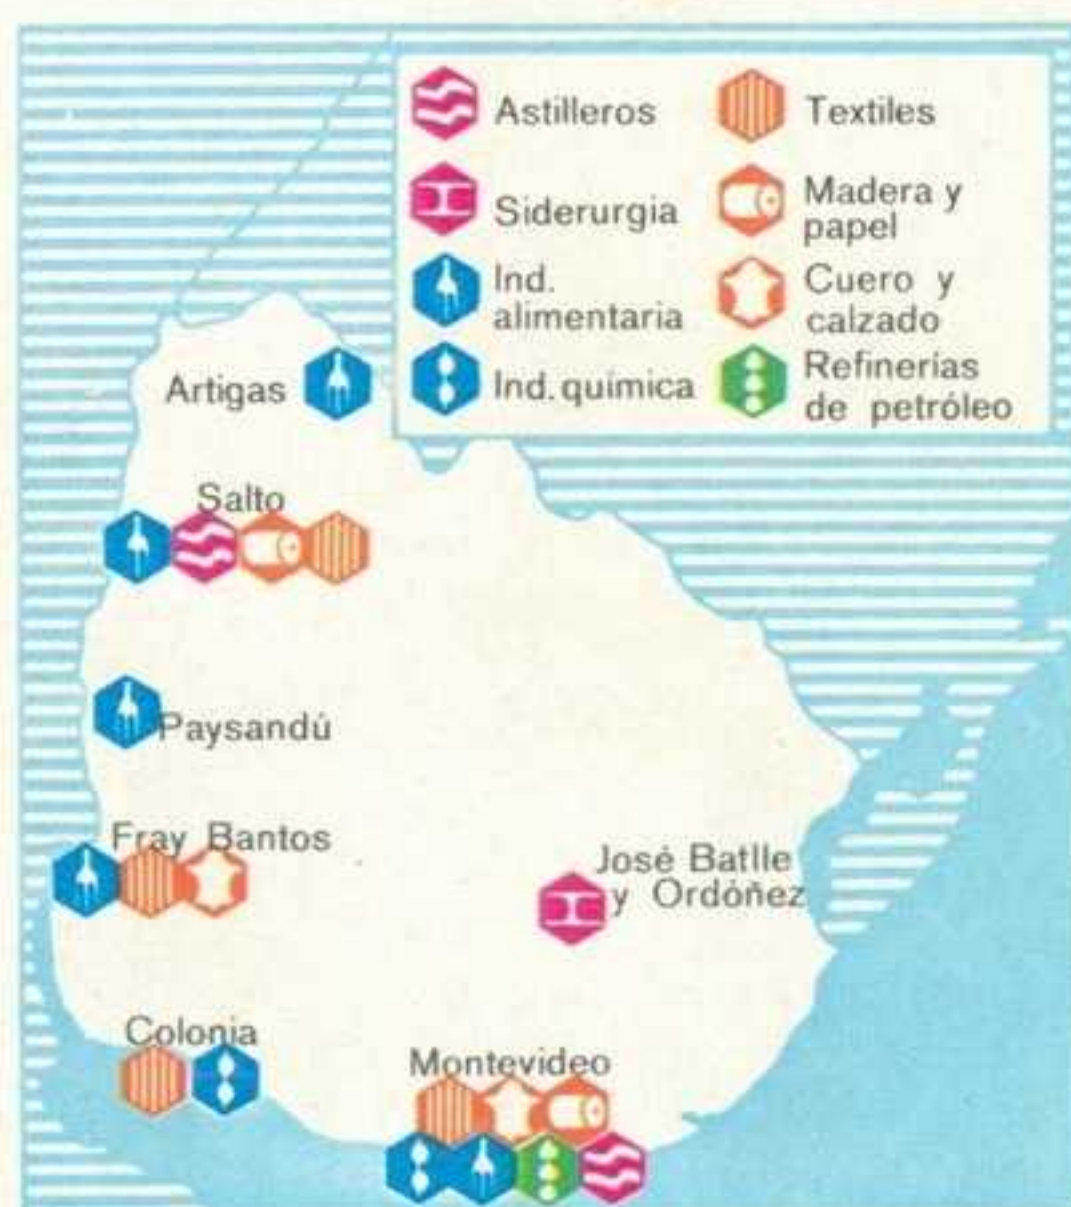 Astilleros
Siderurgia
Ind.
alimentaria
Ind. química
Textiles
Madera y
papel
Cuero y
calzado
Refinerías
de petróleo
Artigas
Salto
Paysandú
Fray Bantos
José Batlle
y Ordóñez
Colonia
Montevideo